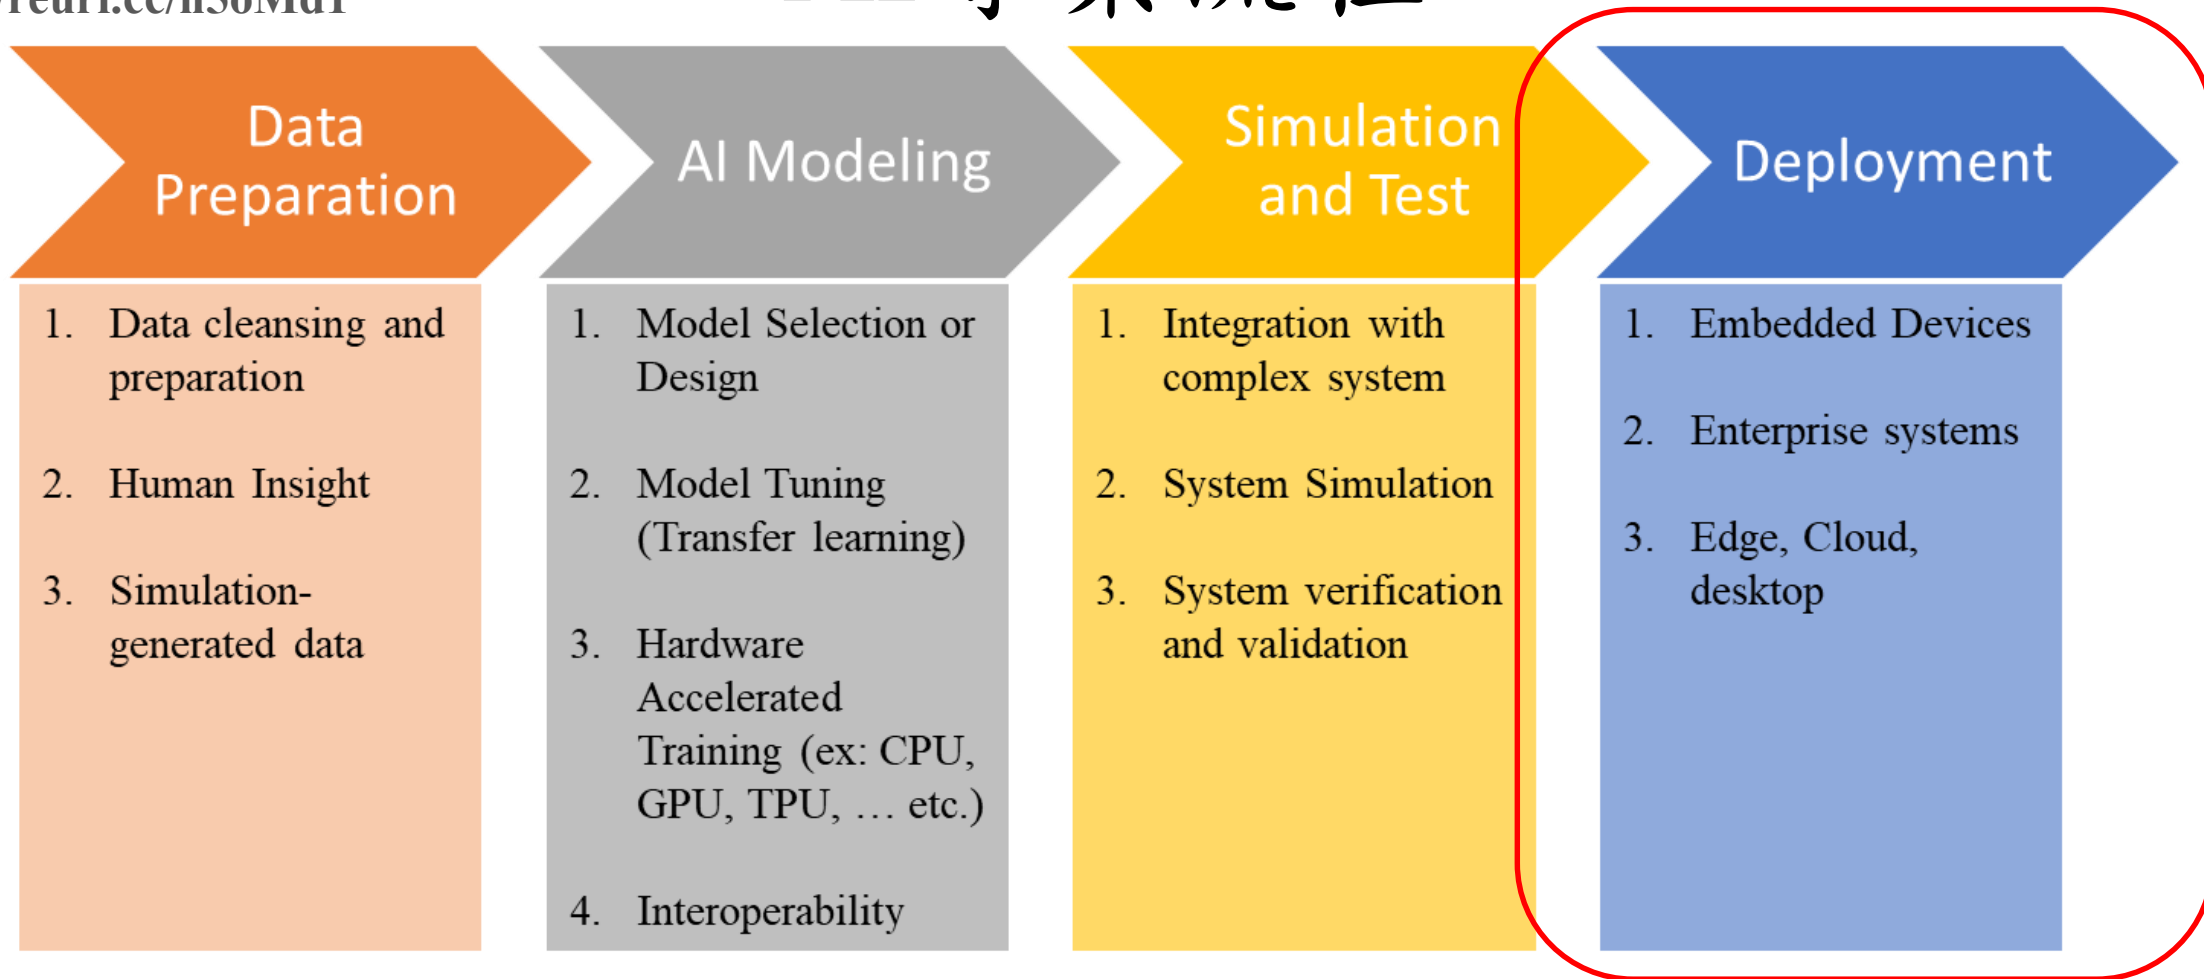 Data
Preparation
AI Modeling
Simulation
and Test
Deployment
1. Data cleansing and
preparation
2. Human Insight
3. Simulation-
generated data
1. Model Selection or
Design
2. Model Tuning
(Transfer learning)
3. Hardware
Accelerated
Training (ex: CPU,
GPU, TPU, … etc.)
4. Interoperability
1. Integration with
complex system
2. System Simulation
3. System verification
and validation
1. Embedded Devices
2. Enterprise systems
3. Edge, Cloud,
desktop